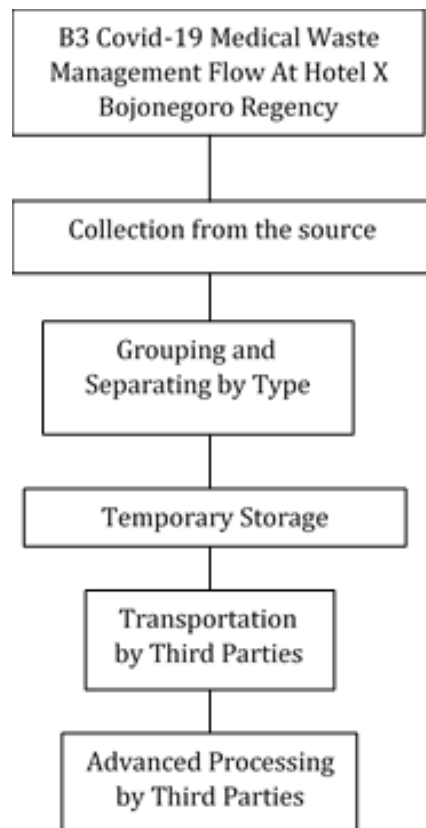 B3 Covid-19 Medical Waste
Management Flow At Hotel X
Bojonegoro Regency
Collection from the source
Grouping and
Separating by Type
Temporary Storage
Transportation
by Third Parties
Advanced Processing
by Third Parties